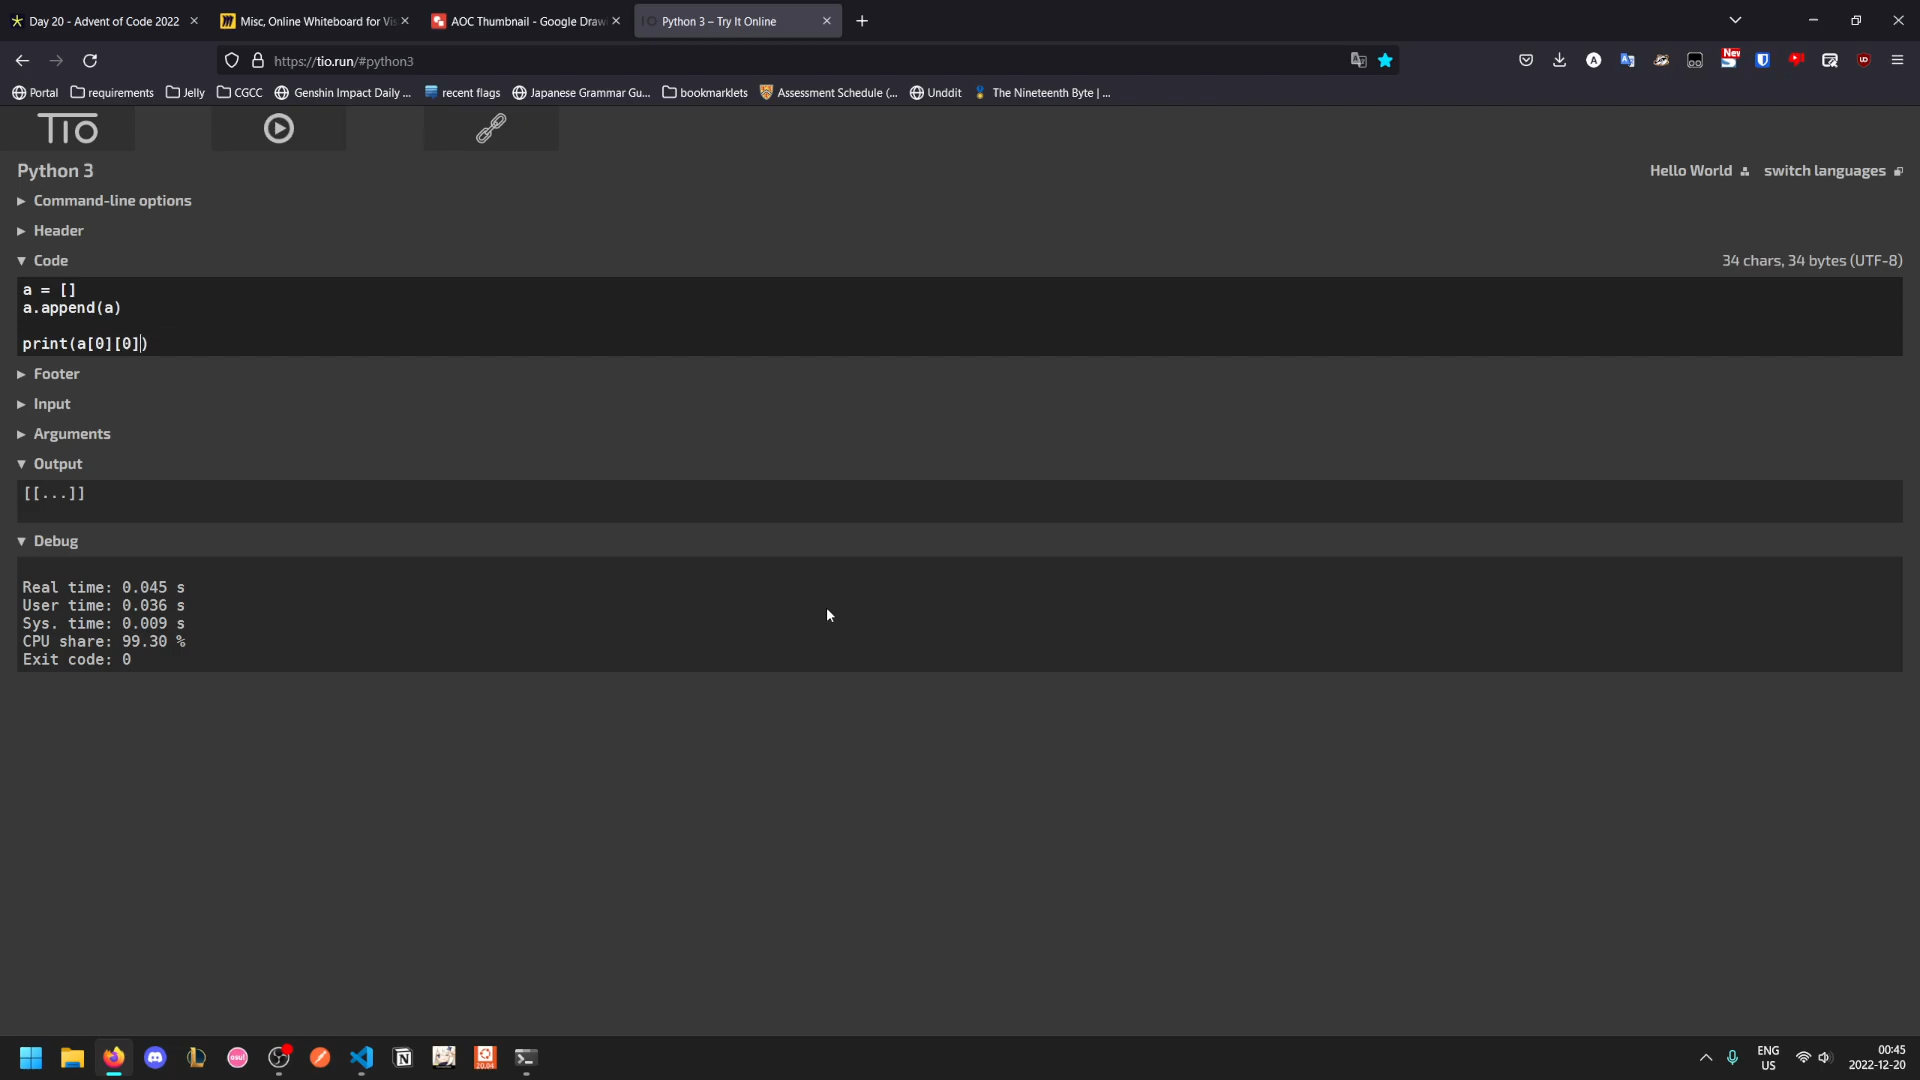 Day 20 - Advent of Code 2022
Misc, Online Whiteboard for Vis
AOC Thumbnail - Google Draw
Python 3 – Try It Online
https://tio.run/#python3
New
Portal
requirements
Jelly
CGCC
Genshin Impact Daily ...
recent flags
Japanese Grammar Gu...
bookmarklets
Assessment Schedule (...
Unddit
The Nineteenth Byte | ...
TIO
Python 3
Hello World
switch languages
Command-line options
Header
Code
34 chars, 34 bytes (UTF-8)
a = []
a.append(a)
print(a[0][0])
Footer
Input
Arguments
Output
[[...]]
Debug
Real time: 0.045 s
User time: 0.036 s
Sys. time: 0.009 s
CPU share: 99.30 %
Exit code: 0
osu!
20.04
ENG
US
00:45
2022-12-20